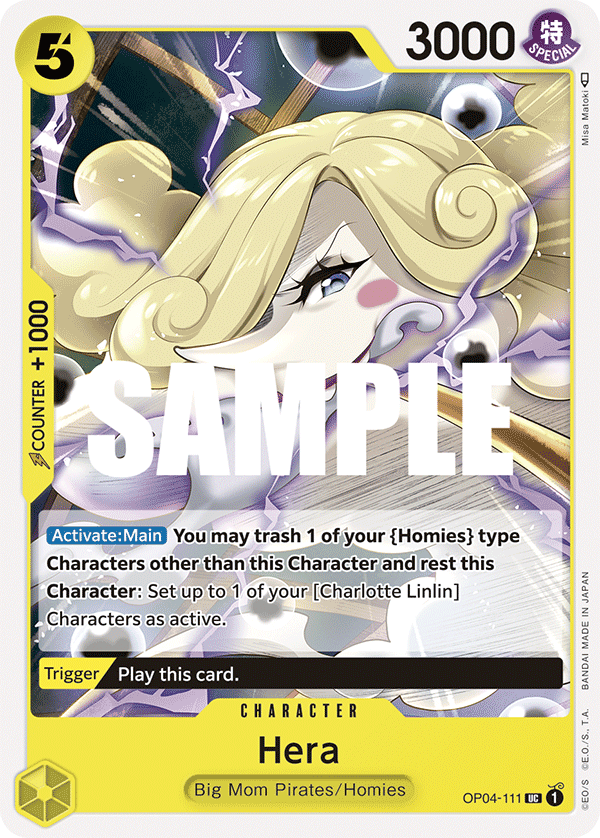 5
3000
特
SPECIAL
Misa Matoki
COUNTER +1000
SAMPLE
Activate:Main You may trash 1 of your {Homies} type
Characters other than this Character and rest this
Character: Set up to 1 of your [Charlotte Linlin]
Characters as active.
Trigger Play this card.
CHARACTER
Hera
Big Mom Pirates/Homies
OP04-111 UC 1
©EO/S ©E.O./S., T.A. BANDAI MADE IN JAPAN